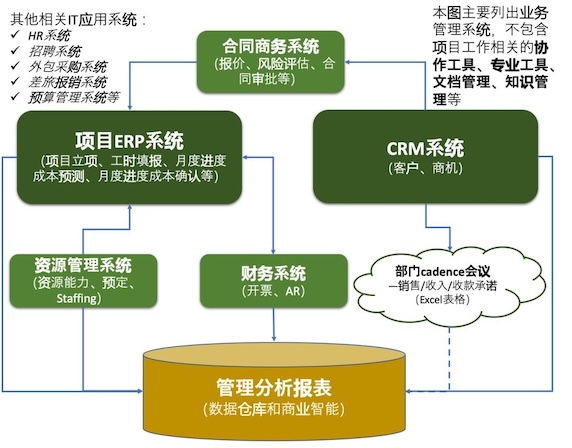 其他相关IT应用系统：
✓ HR系统
✓ 招聘系统
✓ 外包采购系统
✓ 差旅报销系统
✓ 预算管理系统等
合同商务系统
(报价、风险评估、合
同审批等)
本图主要列出业务
管理系统，不包含
项目工作相关的协
作工具、专业工具、
文档管理、知识管
理等
项目ERP系统
(项目立项、工时填报、月度进度
成本预测、月度进度成本确认等)
CRM系统
(客户、商机)
资源管理系统
(资源能力、预定、
Staffing)
财务系统
(开票、AR)
部门cadence会议
—销售/收入/收款承诺
(Excel表格)
管理分析报表
(数据仓库和商业智能)